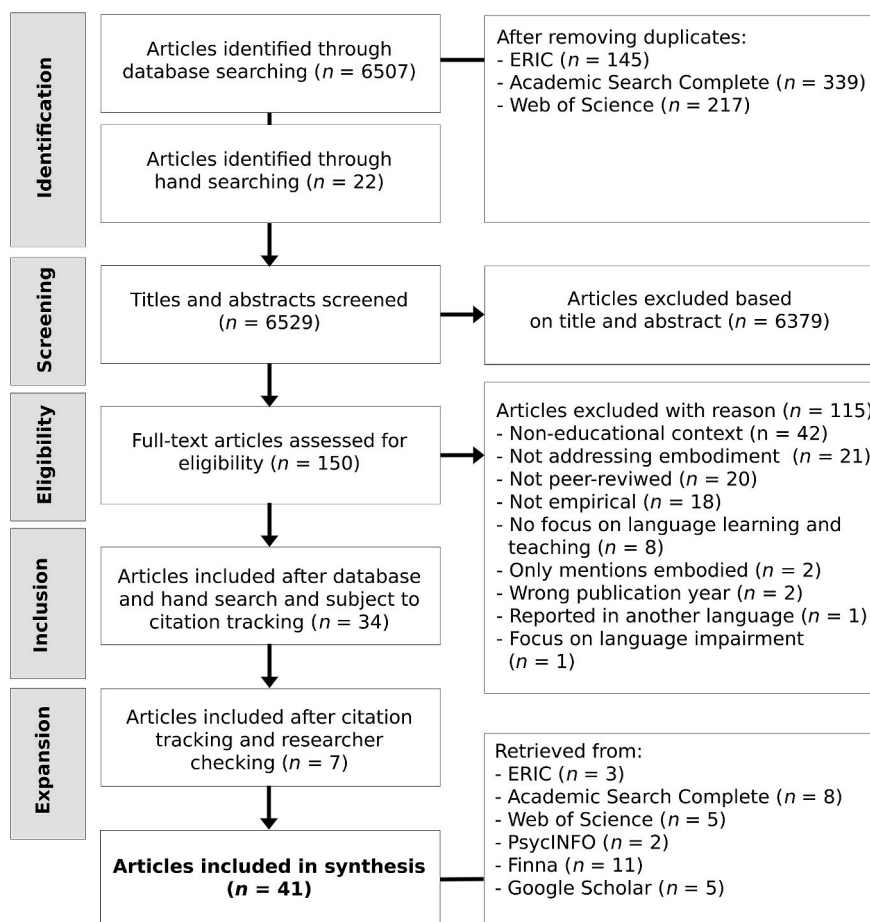 Identification
Articles identified through
database searching (n = 6507)
After removing duplicates:
- ERIC (n = 145)
- Academic Search Complete (n = 339)
- Web of Science (n = 217)
Articles identified through
hand searching (n = 22)
Screening
Titles and abstracts screened
(n = 6529)
Articles excluded based
on title and abstract (n = 6379)
Eligibility
Full-text articles assessed for
eligibility (n = 150)
Articles excluded with reason (n = 115)
- Non-educational context (n = 42)
- Not addressing embodiment (n = 21)
- Not peer-reviwed (n = 20)
- Not empirical (n = 18)
- No focus on language learning and
teaching (n = 8)
- Only mentions embodied (n = 2)
- Wrong publication year (n = 2)
- Reported in another language (n = 1)
- Focus on language impairment
(n = 1)
Inclusion
Articles included after database
and hand search and subject to
citation tracking (n = 34)
Expansion
Articles included after citation
tracking and researcher
checking (n = 7)
Retrieved from:
- ERIC (n = 3)
- Academic Search Complete (n = 8)
- Web of Science (n = 5)
- PsycINFO (n = 2)
- Finna (n = 11)
- Google Scholar (n = 5)
Articles included in synthesis
(n = 41)